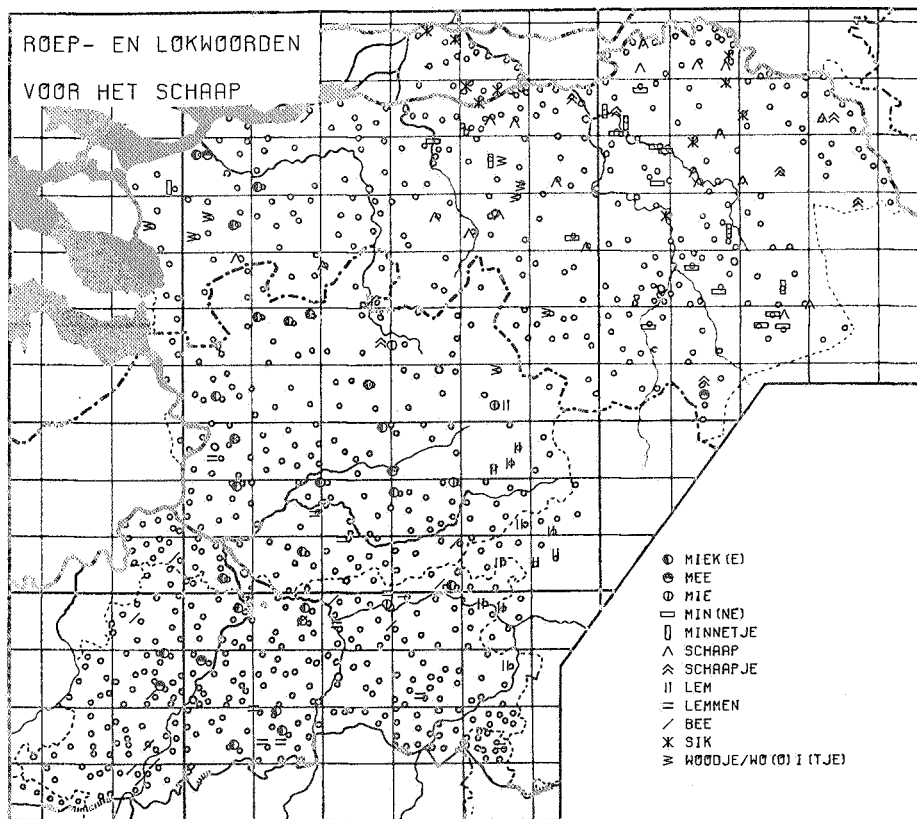 ROEP- EN LOKWOORDEN
VOOR HET SCHAAP
MIEK(E)
MEE
MIE
MIN(NE)
MINNETJE
SCHAAP
SCHAAPJE
LEM
LEMMEN
BEE
SIK
WOODJE/WO(O)I(TJE)